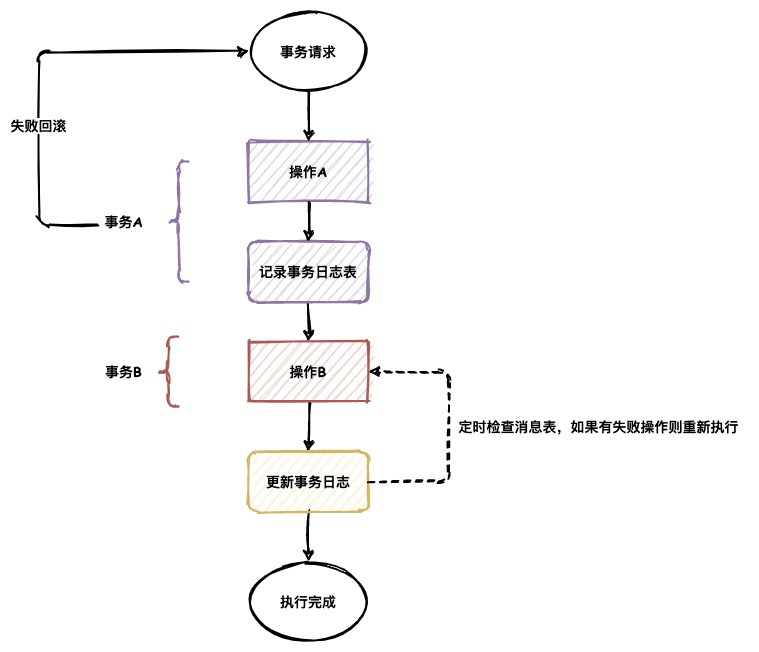 事务请求
失败回滚
操作A
事务A
记录事务日志表
事务B
操作B
定时检查消息表，如果有失败操作则重新执行
更新事务日志
执行完成